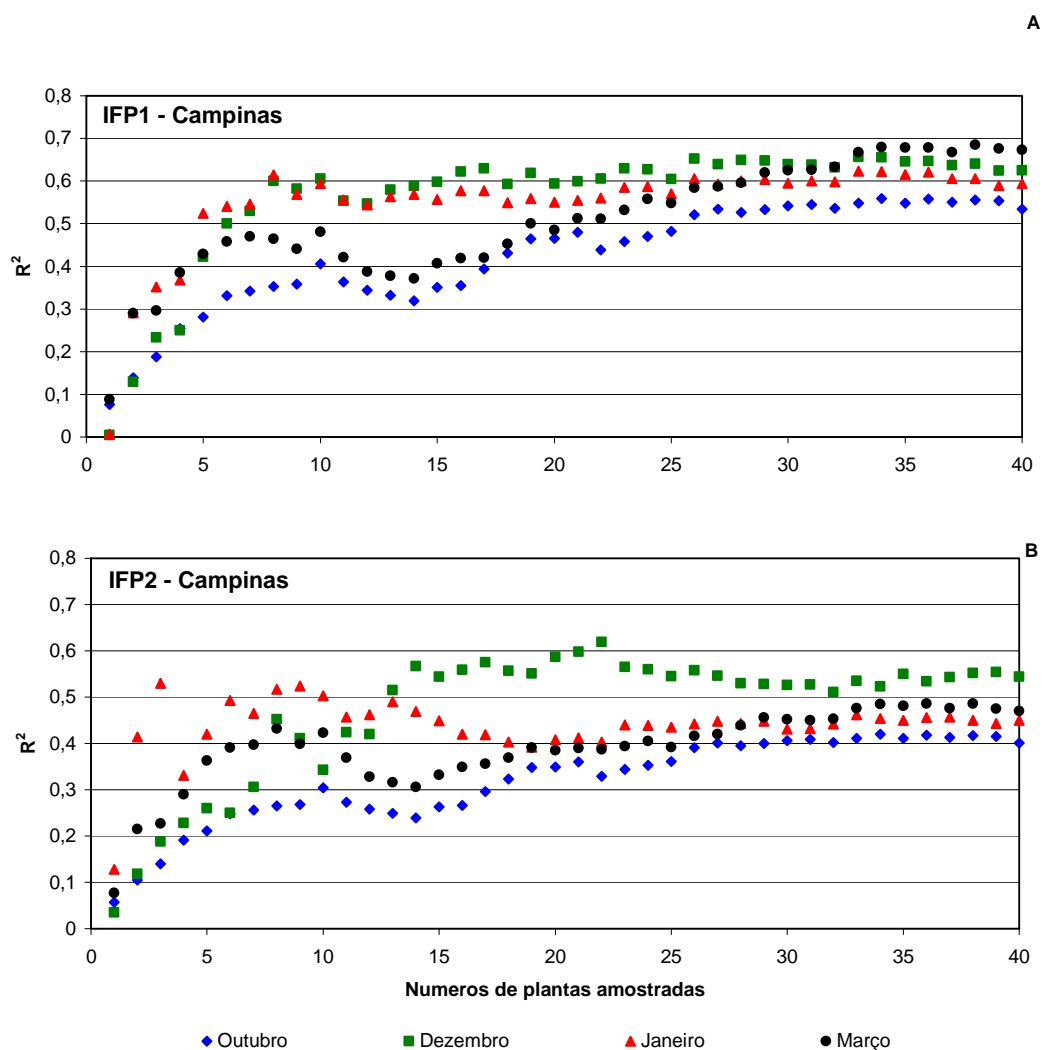 A
IFP1 - Campinas
0,8
0,7
0,6
0,5
0,4
0,3
0,2
0,1
0
R²
0 5 10 15 20 25 30 35 40
B
IFP2 - Campinas
0,8
0,7
0,6
0,5
0,4
0,3
0,2
0,1
0
R²
0 5 10 15 20 25 30 35 40
Numeros de plantas amostradas
Outubro Dezembro Janeiro Março